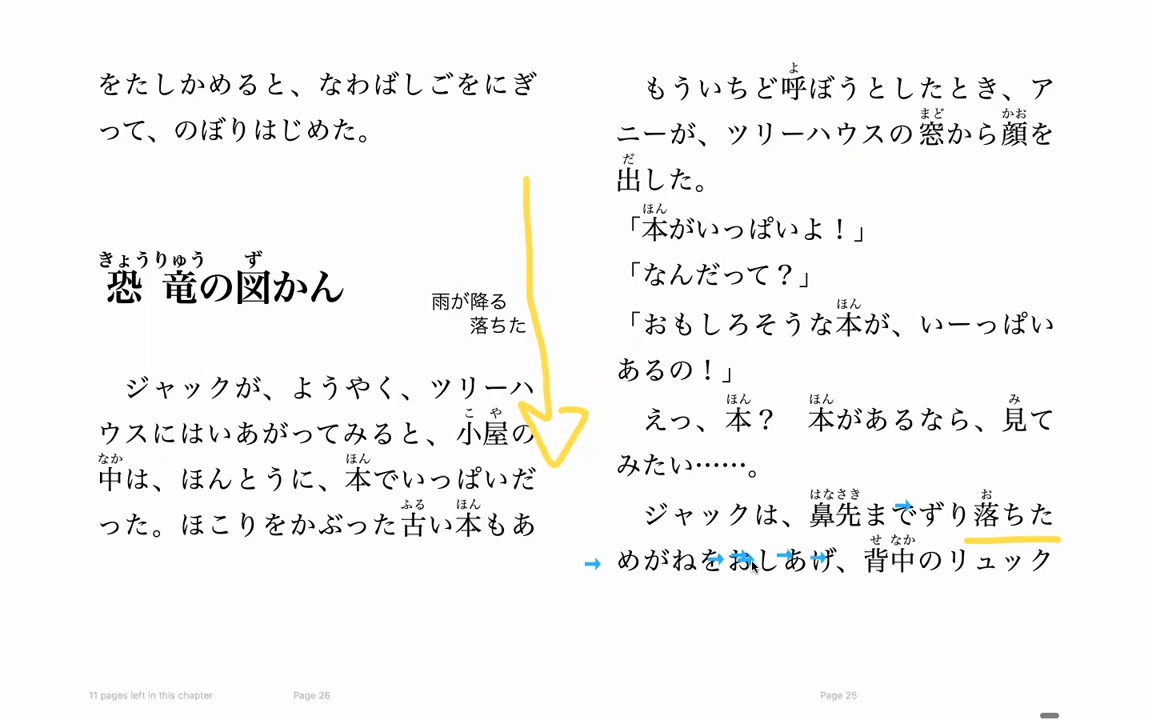 もういちど呼ぼうとしたとき、ア
ニーが、ツリーハウスの窓から顔を
出した。
「本がいっぱいよ！」
「なんだって？」
「おもしろそうな本が、いーっぱい
あるの！」
えっ、本？　本があるなら、見て
みたい……。
ジャックは、鼻先までずり落ちた
めがねをおしあげ、背中のリュック
Page 25
をたしかめると、なわばしごをにぎ
って、のぼりはじめた。
恐竜の図かん
雨が降る
落ちた
ジャックが、ようやく、ツリーハ
ウスにはいあがってみると、小屋の
中は、ほんとうに、本でいっぱいだ
った。ほこりをかぶった古い本もあ
11 pages left in this chapter
Page 26